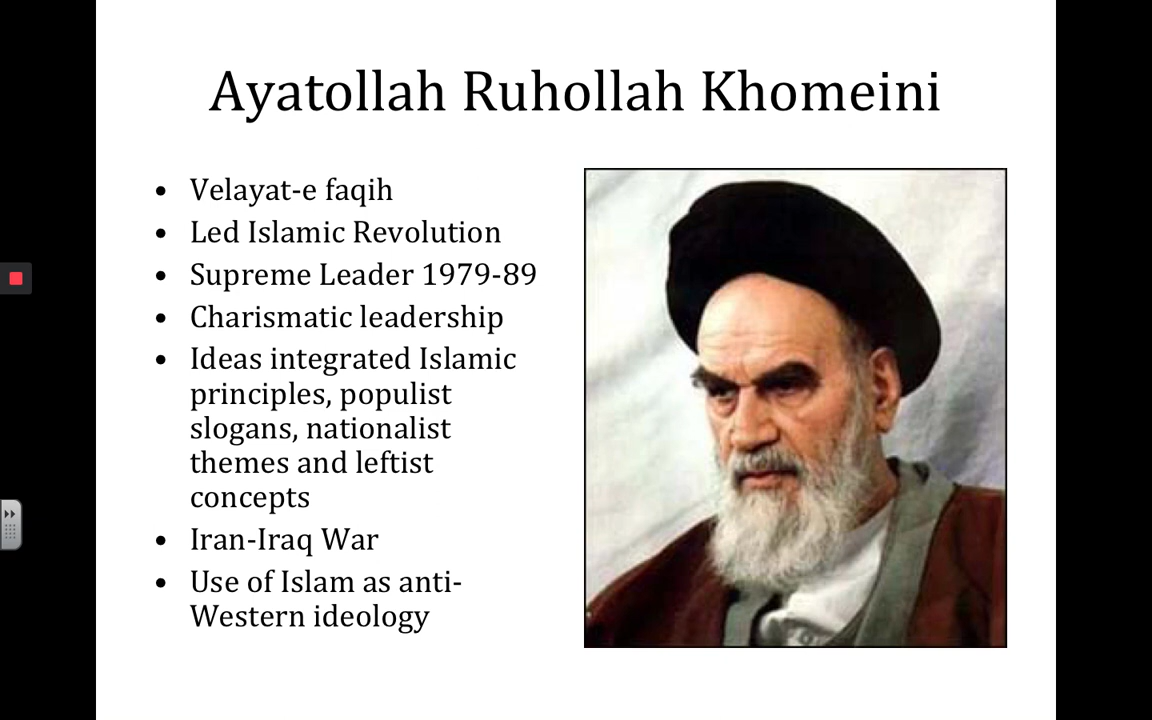 Ayatollah Ruhollah Khomeini
• Velayat-e faqih
• Led Islamic Revolution
• Supreme Leader 1979-89
• Charismatic leadership
• Ideas integrated Islamic
principles, populist
slogans, nationalist
themes and leftist
concepts
• Iran-Iraq War
• Use of Islam as anti-
Western ideology